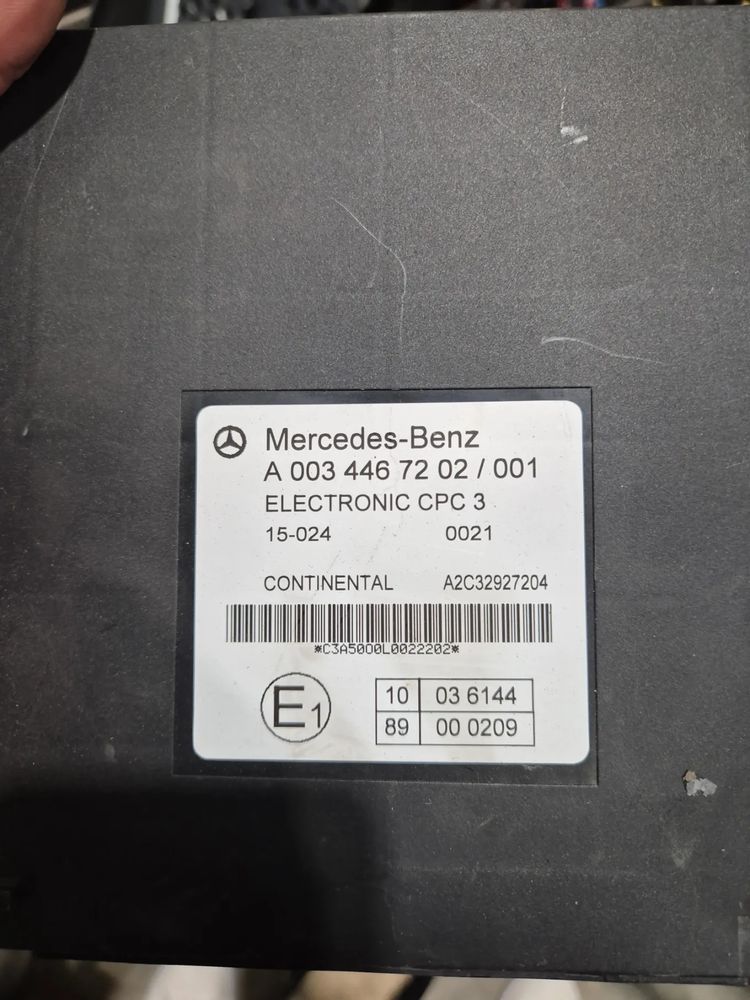 Mercedes-Benz
A 003 446 72 02 / 001
ELECTRONIC CPC 3
15-024 0021
CONTINENTAL A2C32927204
*C3A5000L0022202*
E1
10 03 6144
89 00 0209